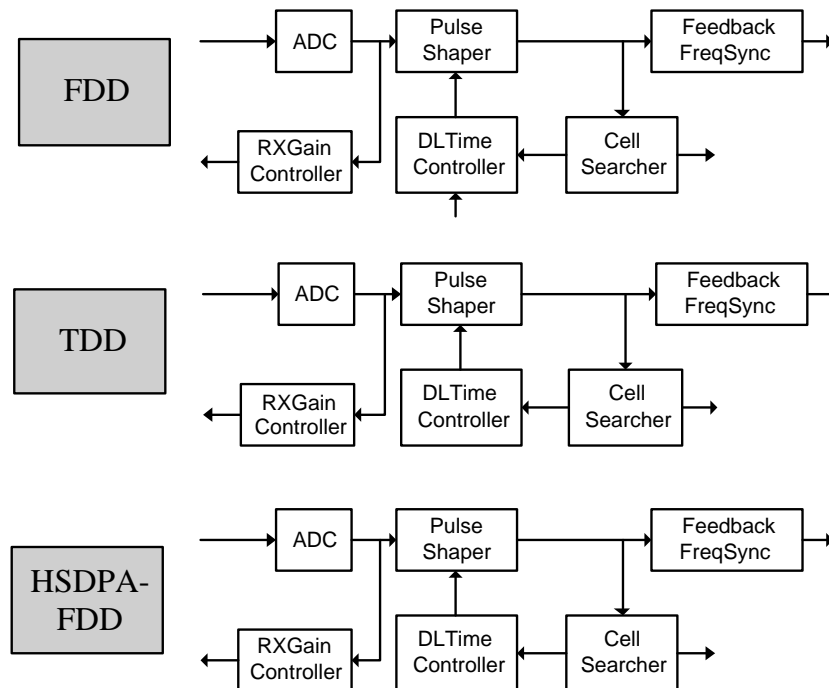 FDD
ADC
Pulse
Shaper
Feedback
FreqSync
RXGain
Controller
DLTime
Controller
Cell
Searcher
TDD
ADC
Pulse
Shaper
Feedback
FreqSync
RXGain
Controller
DLTime
Controller
Cell
Searcher
HSDPA-
FDD
ADC
Pulse
Shaper
Feedback
FreqSync
RXGain
Controller
DLTime
Controller
Cell
Searcher